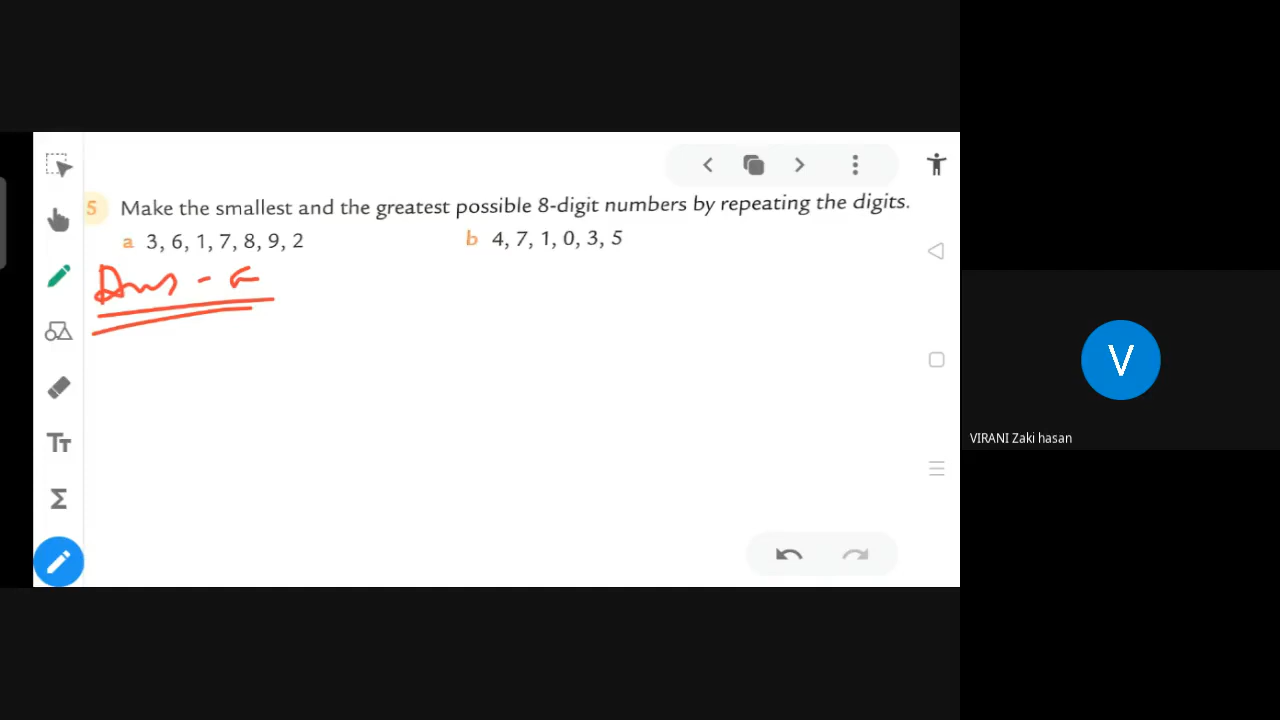 5 Make the smallest and the greatest possible 8-digit numbers by repeating the digits.
a 3, 6, 1, 7, 8, 9, 2
b 4, 7, 1, 0, 3, 5
Ans -
TT
Σ
V
VIRANI Zaki hasan